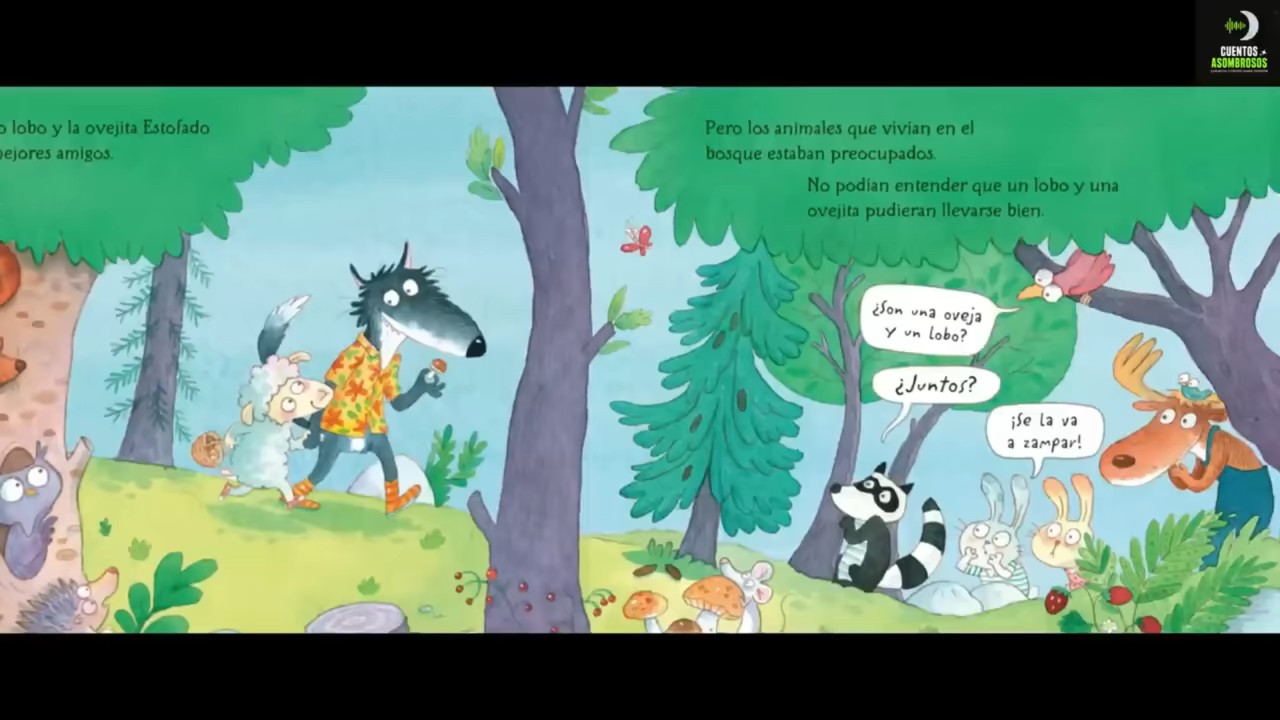 lobo y la ovejita Estofado
mejores amigos.
Pero los animales que vivían en el
bosque estaban preocupados.
No podían entender que un lobo y una
ovejita pudieran llevarse bien.
¿Son una oveja
y un lobo?
¿Juntos?
¡Se la va
a zampar!
CUENTOS
ASOMBROSOS